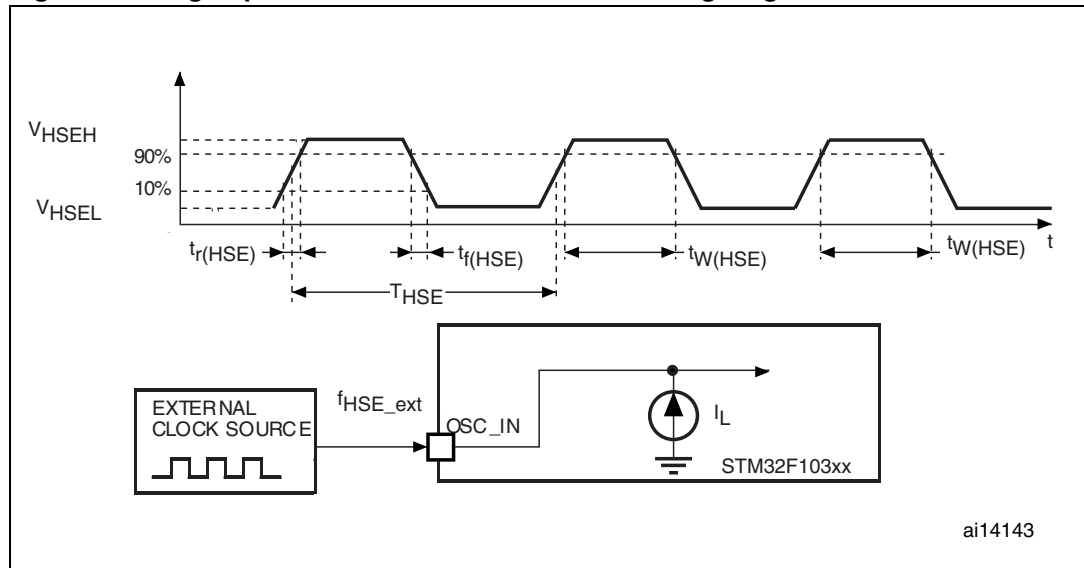 VHSEH
90%
10%
VHSEL
tr(HSE)
tf(HSE)
tW(HSE)
tW(HSE)
t
THSE
EXTERNAL
CLOCK SOURCE
fHSE_ext
OSC_IN
IL
STM32F103xx
ai14143